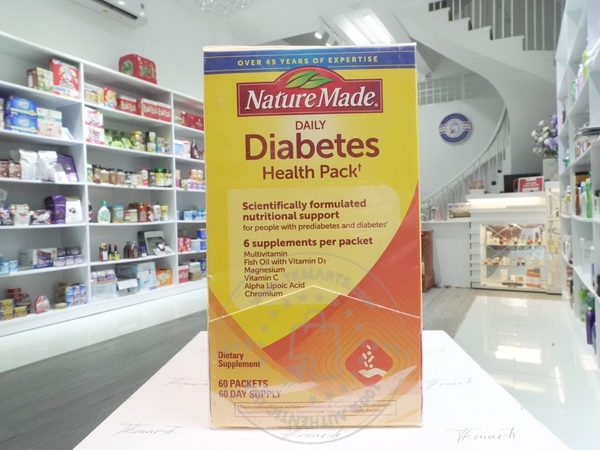 OVER 45 YEARS OF EXPERTISE
Nature Made®
DAILY
Diabetes
Health Pack†
Scientifically formulated
nutritional support
for people with prediabetes and diabetes†
6 supplements per packet
Multivitamin
Fish Oil with Vitamin D3
Magnesium
Vitamin C
Alpha Lipoic Acid
Chromium
Dietary
Supplement
60 PACKETS
60 DAY SUPPLY